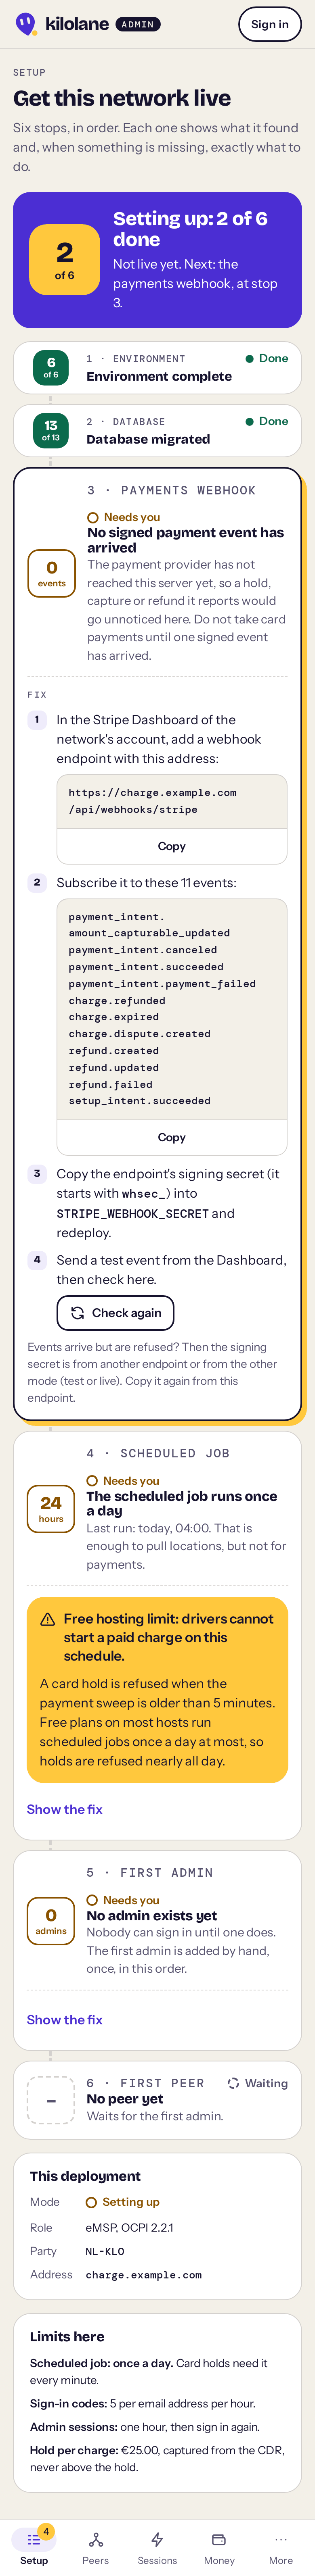 kilolane ADMIN
Sign in
SETUP
Get this network live
Six stops, in order. Each one shows what it found
and, when something is missing, exactly what to
do.
2
of 6
Setting up: 2 of 6
done
Not live yet. Next: the
payments webhook, at stop
3.
6
of 6
1 · ENVIRONMENT
Done
Environment complete
13
of 13
2 · DATABASE
Done
Database migrated
3 · PAYMENTS WEBHOOK
Needs you
0
events
No signed payment event has
arrived
The payment provider has not
reached this server yet, so a hold,
capture or refund it reports would
go unnoticed here. Do not take card
payments until one signed event
has arrived.
FIX
1
In the Stripe Dashboard of the
network's account, add a webhook
endpoint with this address:
https://charge.example.com
/api/webhooks/stripe
Copy
2
Subscribe it to these 11 events:
payment_intent.
amount_capturable_updated
payment_intent.canceled
payment_intent.succeeded
payment_intent.payment_failed
charge.refunded
charge.expired
charge.dispute.created
refund.created
refund.updated
refund.failed
setup_intent.succeeded
Copy
3
Copy the endpoint's signing secret (it
starts with whsec_) into
STRIPE_WEBHOOK_SECRET and
redeploy.
4
Send a test event from the Dashboard,
then check here.
Check again
Events arrive but are refused? Then the signing
secret is from another endpoint or from the other
mode (test or live). Copy it again from this
endpoint.
4 · SCHEDULED JOB
Needs you
24
hours
The scheduled job runs once
a day
Last run: today, 04:00. That is
enough to pull locations, but not for
payments.
Free hosting limit: drivers cannot
start a paid charge on this
schedule.
A card hold is refused when the
payment sweep is older than 5 minutes.
Free plans on most hosts run
scheduled jobs once a day at most, so
holds are refused nearly all day.
Show the fix
5 · FIRST ADMIN
Needs you
0
admins
No admin exists yet
Nobody can sign in until one does.
The first admin is added by hand,
once, in this order.
Show the fix
–
6 · FIRST PEER
Waiting
No peer yet
Waits for the first admin.
This deployment
Mode Setting up
Role eMSP, OCPI 2.2.1
Party NL-KLO
Address charge.example.com
Limits here
Scheduled job: once a day. Card holds need it
every minute.
Sign-in codes: 5 per email address per hour.
Admin sessions: one hour, then sign in again.
Hold per charge: €25.00, captured from the CDR,
never above the hold.
4
Setup Peers Sessions Money More